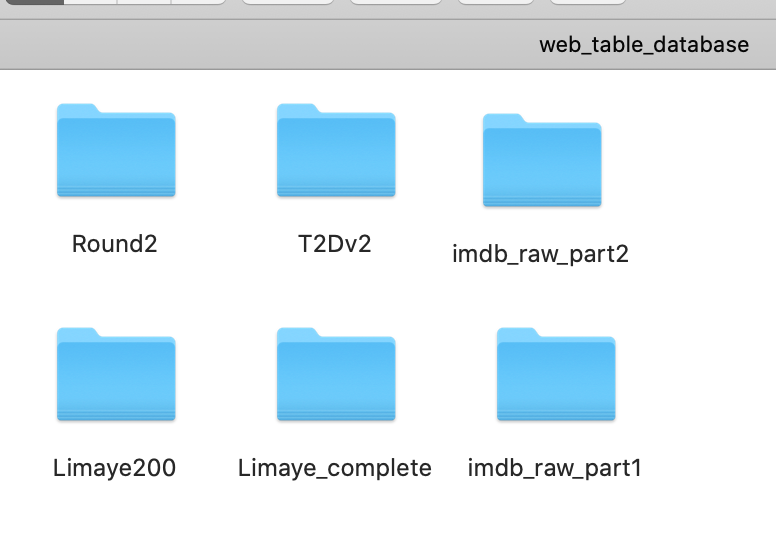 web_table_database
Round2
T2Dv2
imdb_raw_part2
Limaye200
Limaye_complete
imdb_raw_part1